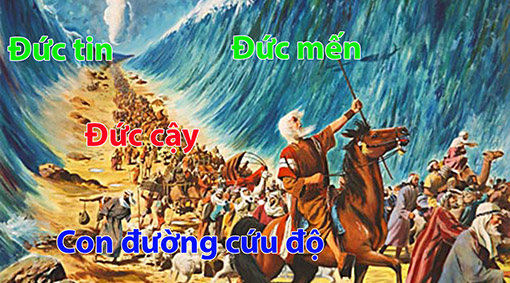 Đức tin
Đức mến
Đức cậy
Con đường cứu độ